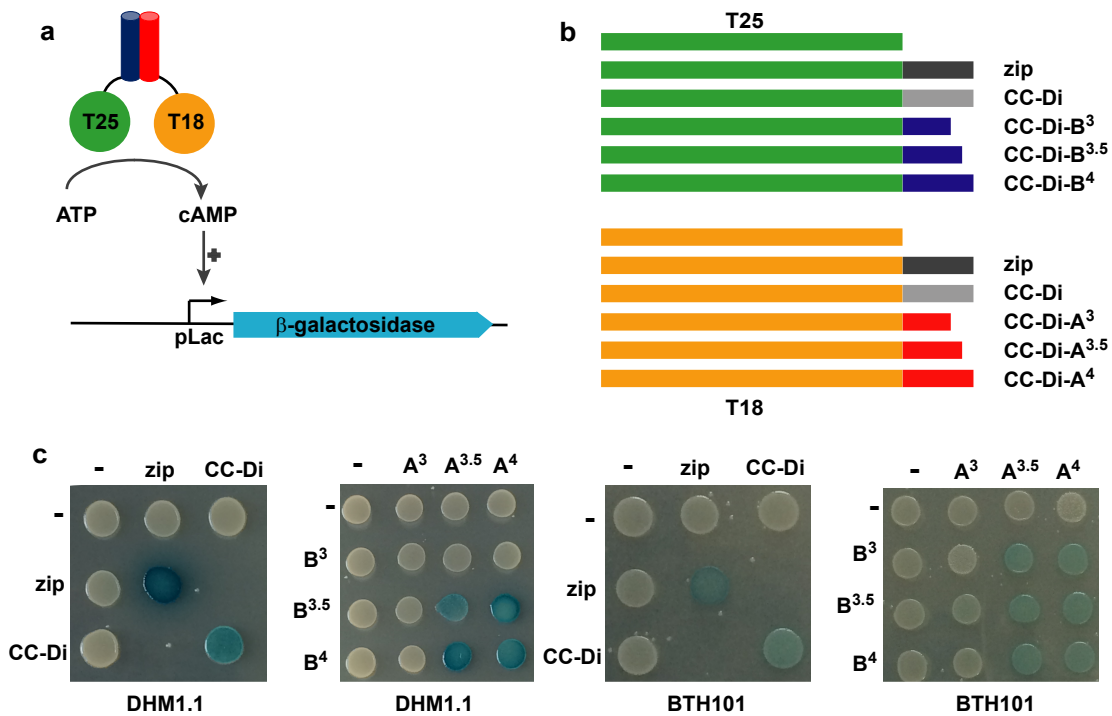 a
T25 T18
ATP cAMP
+
pLac
β-galactosidase
b
T25
zip
CC-Di
CC-Di-B³
CC-Di-B³·⁵
CC-Di-B⁴
zip
CC-Di
CC-Di-A³
CC-Di-A³·⁵
CC-Di-A⁴
T18
c
- zip CC-Di
-
zip
CC-Di
DHM1.1
- A³ A³·⁵ A⁴
-
B³
B³·⁵
B⁴
DHM1.1
- zip CC-Di
-
zip
CC-Di
BTH101
- A³ A³·⁵ A⁴
-
B³
B³·⁵
B⁴
BTH101